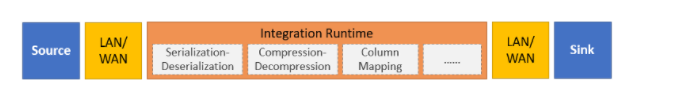 Source
LAN/
WAN
Integration Runtime
Serialization-
Deserialization
Compression-
Decompression
Column
Mapping
......
LAN/
WAN
Sink